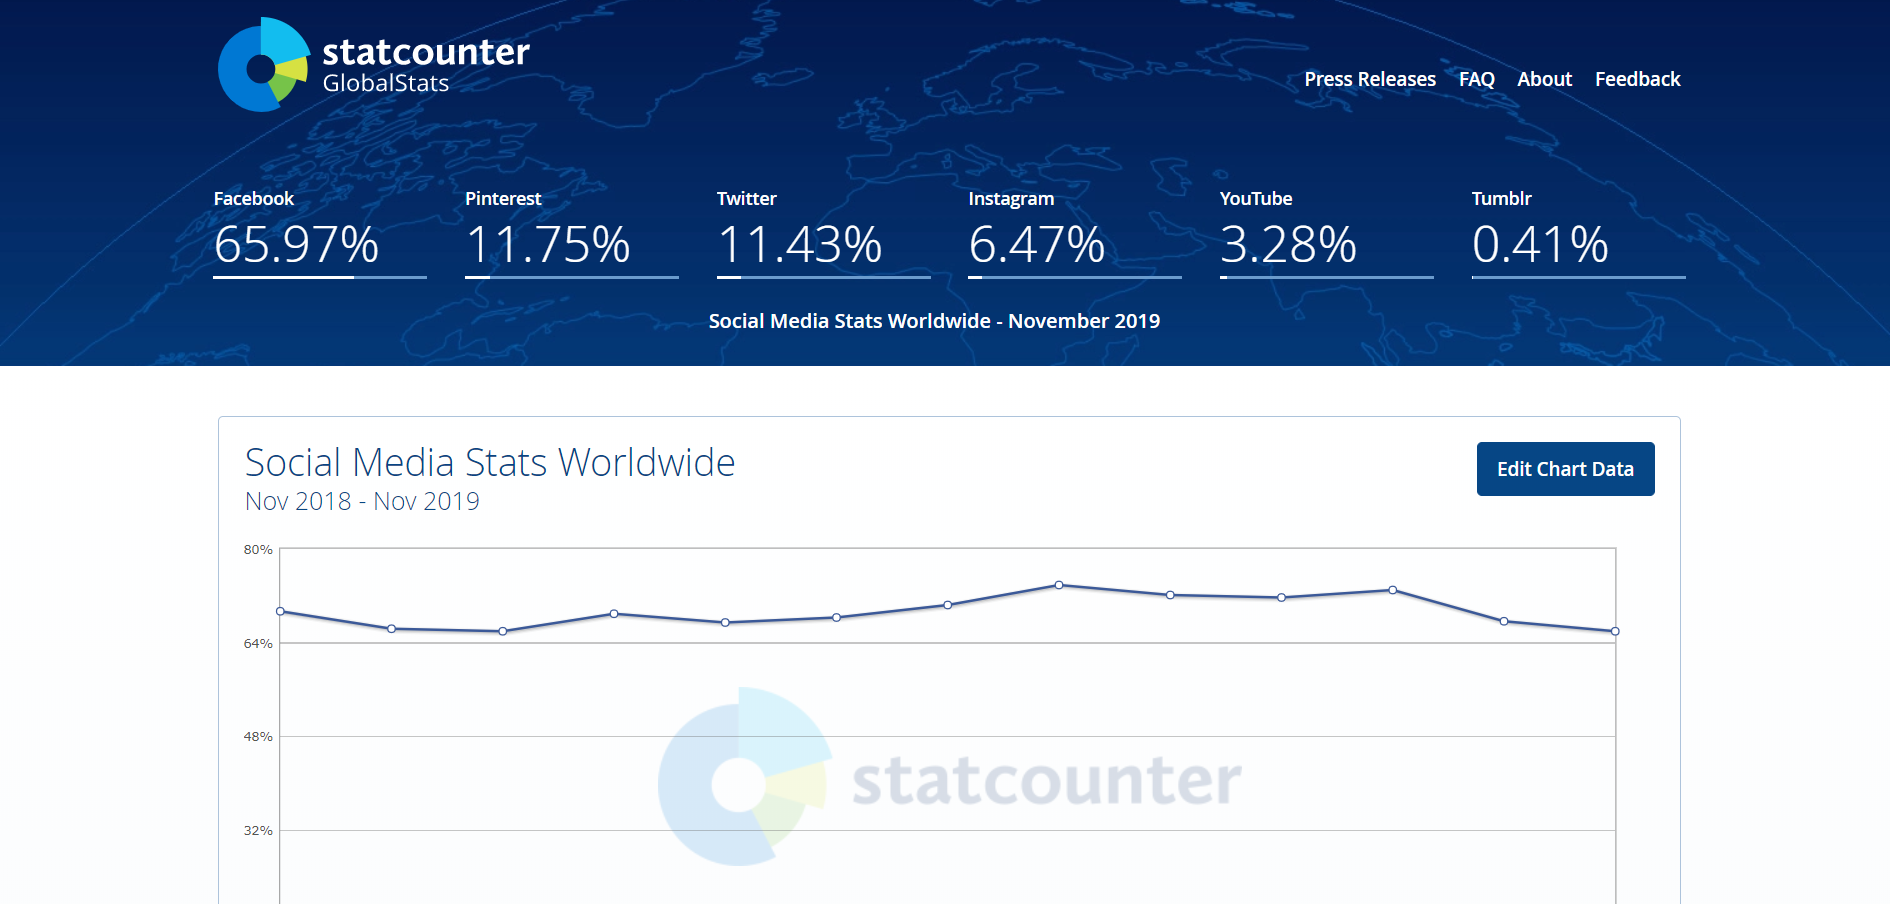 statcounter
GlobalStats
Press Releases FAQ About Feedback
Facebook Pinterest Twitter Instagram YouTube Tumblr
65.97% 11.75% 11.43% 6.47% 3.28% 0.41%
Social Media Stats Worldwide - November 2019
Social Media Stats Worldwide
Nov 2018 - Nov 2019
Edit Chart Data
80%
64%
48%
statcounter
32%